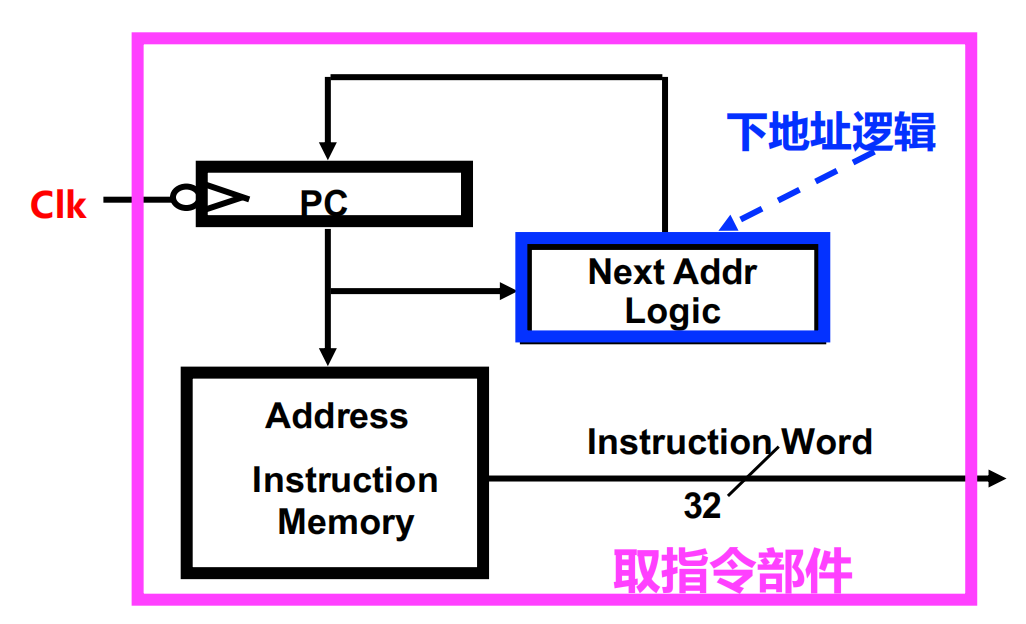 下地址逻辑
Clk
PC
Next Addr
Logic
Address
Instruction
Memory
Instruction Word
32
取指令部件